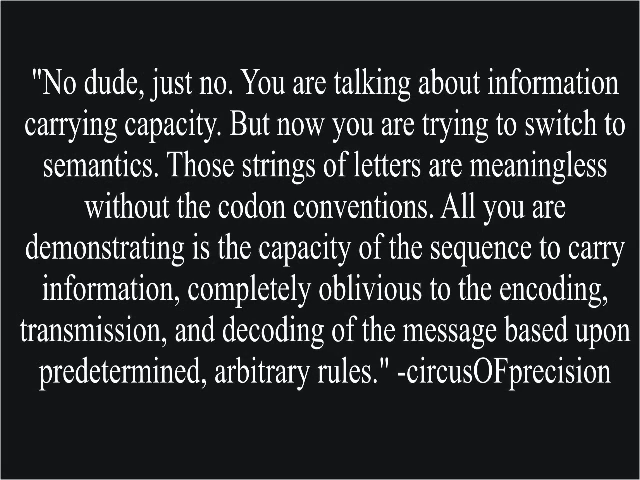 "No dude, just no. You are talking about information
carrying capacity. But now you are trying to switch to
semantics. Those strings of letters are meaningless
without the codon conventions. All you are
demonstrating is the capacity of the sequence to carry
information, completely oblivious to the encoding,
transmission, and decoding of the message based upon
predetermined, arbitrary rules." -circusOFprecision